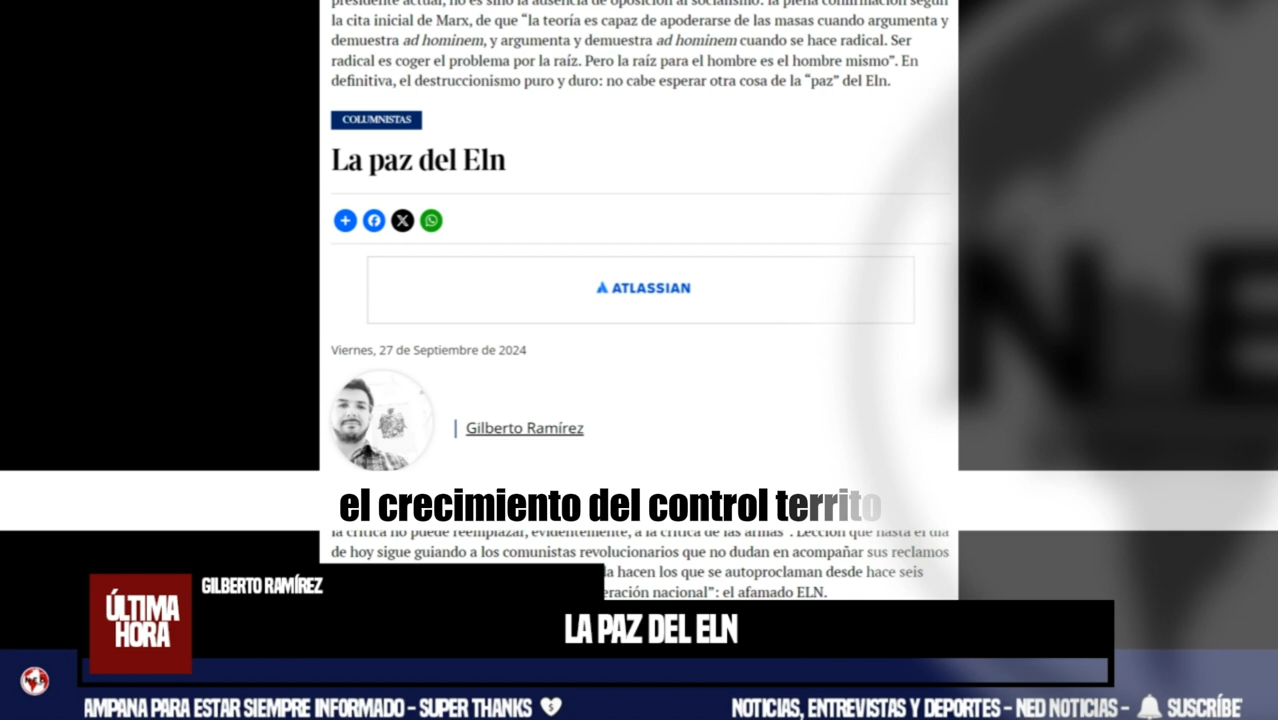 presidente actual, no es sino la ausencia de oposición al socialismo: la plena confirmación según
la cita inicial de Marx, de que “la teoría es capaz de apoderarse de las masas cuando argumenta y
demuestra ad hominem, y argumenta y demuestra ad hominem cuando se hace radical. Ser
radical es coger el problema por la raíz. Pero la raíz para el hombre es el hombre mismo”. En
definitiva, el destruccionismo puro y duro: no cabe esperar otra cosa de la “paz” del Eln.
COLUMNISTAS
La paz del Eln
ATLASSIAN
Viernes, 27 de Septiembre de 2024
Gilberto Ramírez
el crecimiento del control territo
la crítica no puede reemplazar, evidentemente, a la crítica de las armas”. Lección que hasta el día
de hoy sigue guiando a los comunistas revolucionarios que no dudan en acompañar sus reclamos
la hacen los que se autoproclaman desde hace seis
eración nacional”: el afamado ELN.
ÚLTIMA
HORA
GILBERTO RAMÍREZ
LA PAZ DEL ELN
AMPANA PARA ESTAR SIEMPRE INFORMADO - SUPER THANKS
NOTICIAS, ENTREVISTAS Y DEPORTES - NED NOTICIAS -
SUSCRÍBE
N E